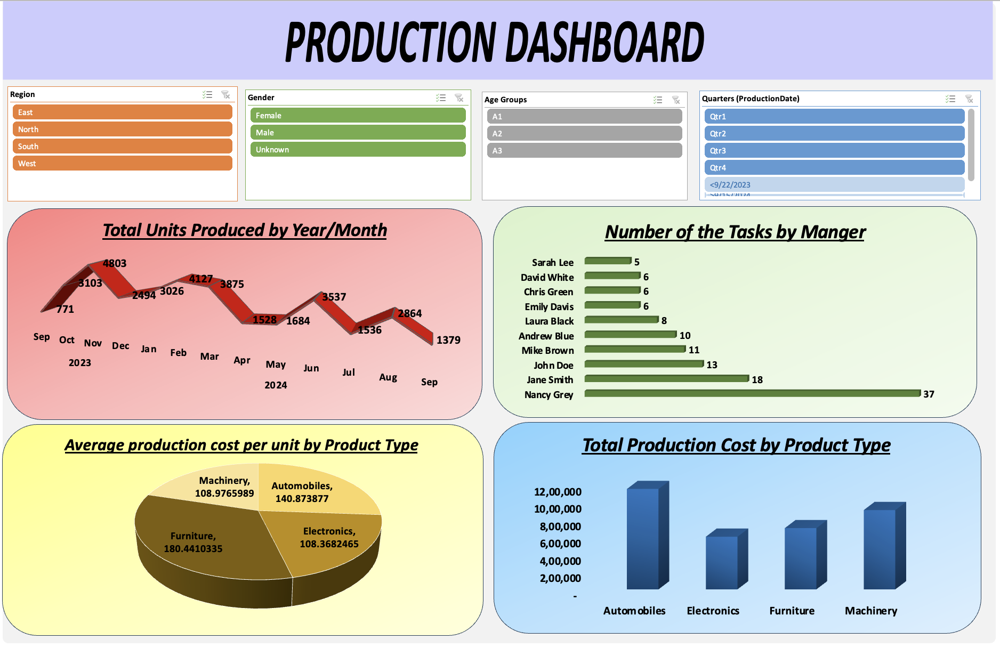 PRODUCTION DASHBOARD
Region
East
North
South
West
Gender
Female
Male
Unknown
Age Groups
A1
A2
A3
Quarters (ProductionDate)
Qtr1
Qtr2
Qtr3
Qtr4
<9/22/2023
>9/15/2024
Total Units Produced by Year/Month
4803
3103
771
2494
3026
4127
3875
1528
1684
3537
1536
2864
1379
Sep
Oct
Nov
Dec
Jan
Feb
Mar
Apr
May
Jun
Jul
Aug
Sep
2023
2024
Number of the Tasks by Manger
Sarah Lee 5
David White 6
Chris Green 6
Emily Davis 6
Laura Black 8
Andrew Blue 10
Mike Brown 11
John Doe 13
Jane Smith 18
Nancy Grey 37
Average production cost per unit by Product Type
Machinery,
108.9765989
Automobiles,
140.873877
Furniture,
180.4410335
Electronics,
108.3682465
Total Production Cost by Product Type
12,00,000
10,00,000
8,00,000
6,00,000
4,00,000
2,00,000
-
Automobiles Electronics Furniture Machinery